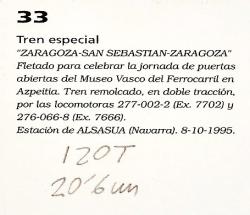 33
Tren especial
"ZARAGOZA-SAN SEBASTIAN-ZARAGOZA"
Fletado para celebrar la jornada de puertas
abiertas del Museo Vasco del Ferrocarril en
Azpeitia. Tren remolcado, en doble tracción,
por las locomotoras 277-002-2 (Ex. 7702) y
276-066-8 (Ex. 7666).
Estación de ALSASUA (Navarra). 8-10-1995.
120T
20'6